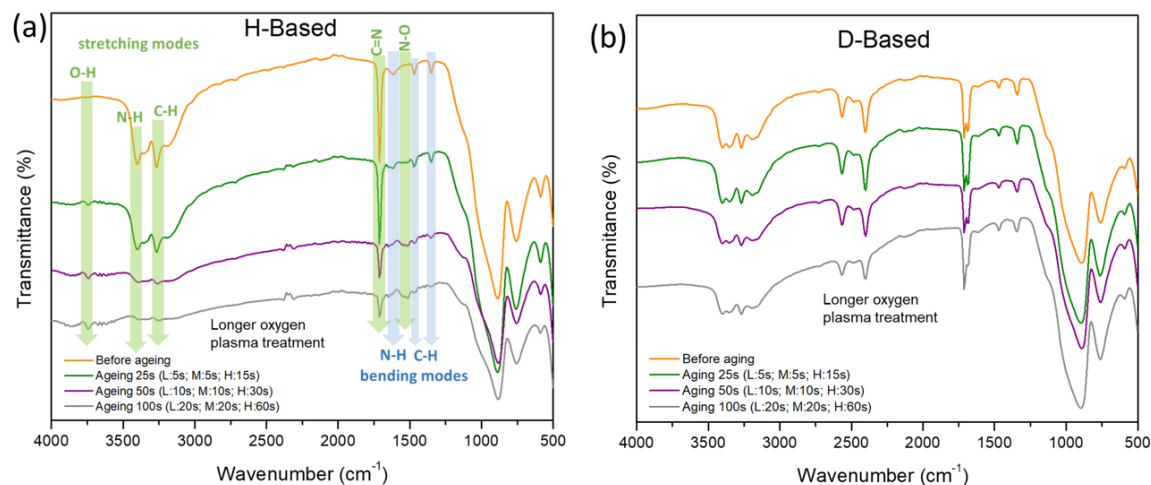 (a)
H-Based
stretching modes
O-H
N-H
C-H
C=N
N-O
Longer oxygen
plasma treatment
N-H
C-H
bending modes
Before ageing
Ageing 25s (L:5s; M:5s; H:15s)
Ageing 50s (L:10s; M:10s; H:30s)
Ageing 100s (L:20s; M:20s; H:60s)
Transmittance (%)
4000 3500 3000 2500 2000 1500 1000 500
Wavenumber (cm⁻¹)
(b)
D-Based
Longer oxygen
plasma treatment
Before aging
Aging 25s (L:5s; M:5s; H:15s)
Aging 50s (L:10s; M:10s; H:30s)
Aging 100s (L:20s; M:20s; H:60s)
Transmittance (%)
4000 3500 3000 2500 2000 1500 1000 500
Wavenumber (cm⁻¹)